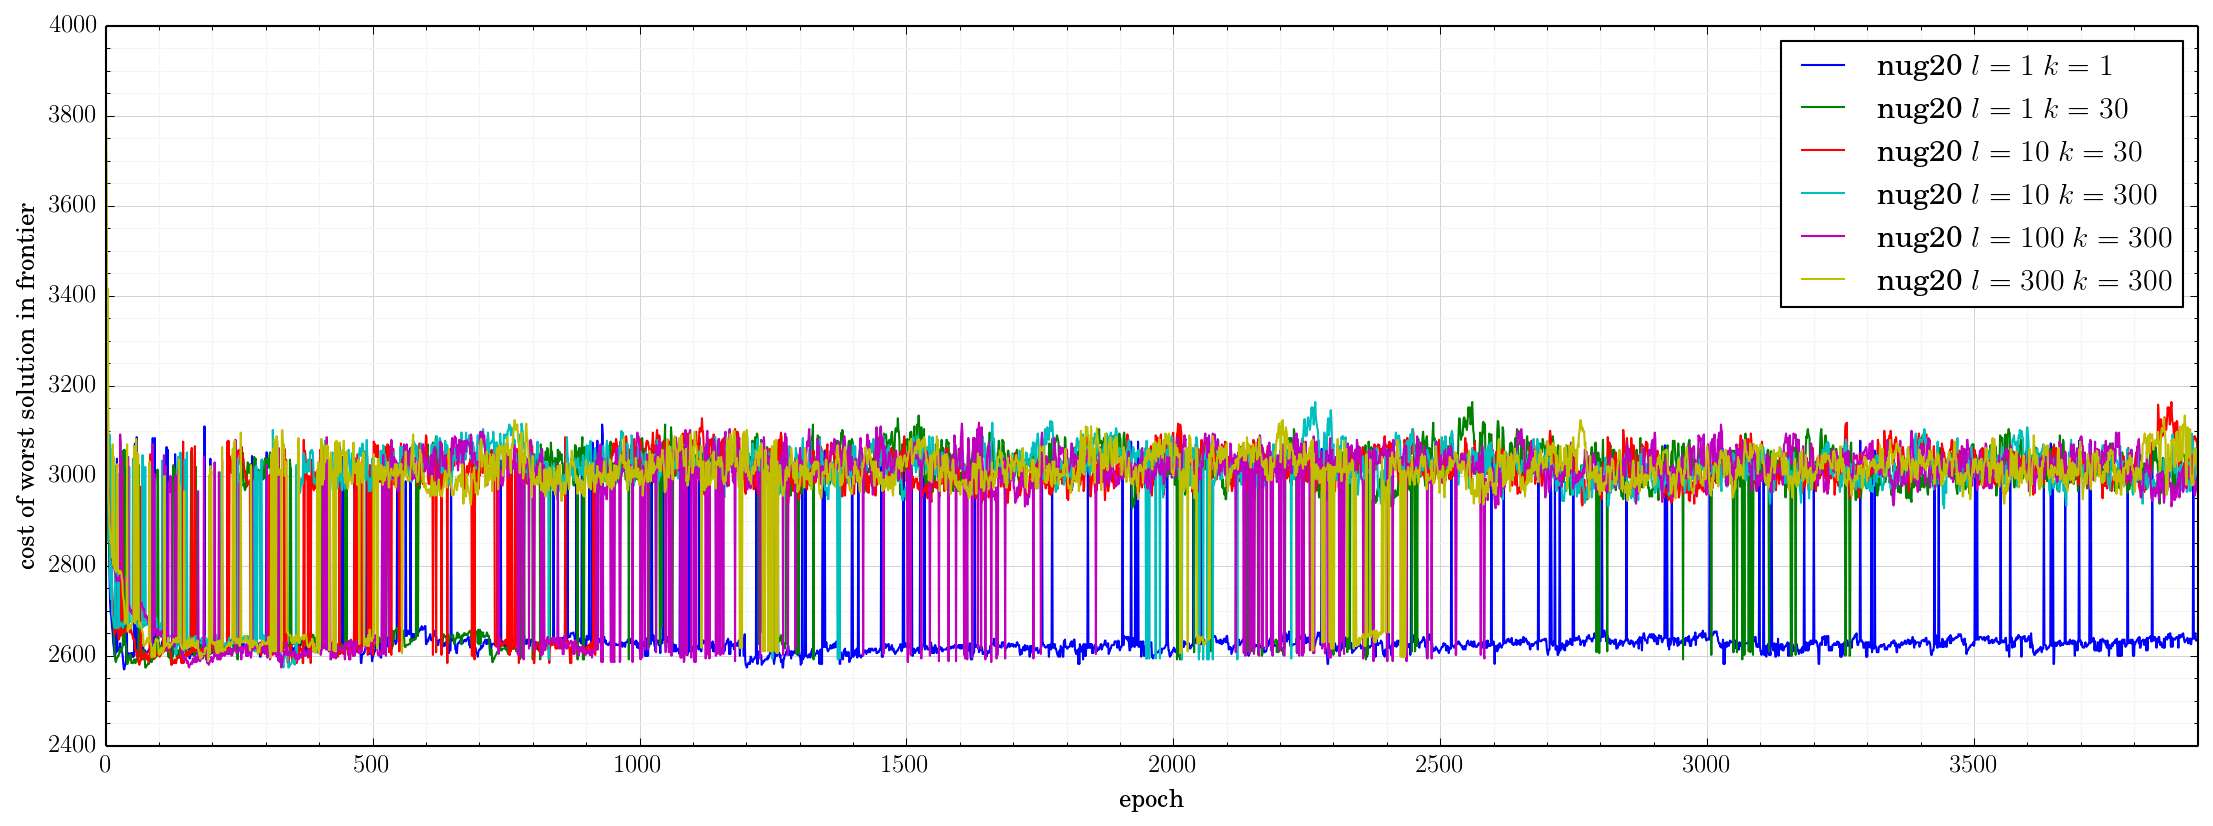 4000
3800
3600
3400
3200
3000
2800
2600
2400
cost of worst solution in frontier
0 500 1000 1500 2000 2500 3000 3500
epoch
nug20 l = 1 k = 1
nug20 l = 1 k = 30
nug20 l = 10 k = 30
nug20 l = 10 k = 300
nug20 l = 100 k = 300
nug20 l = 300 k = 300